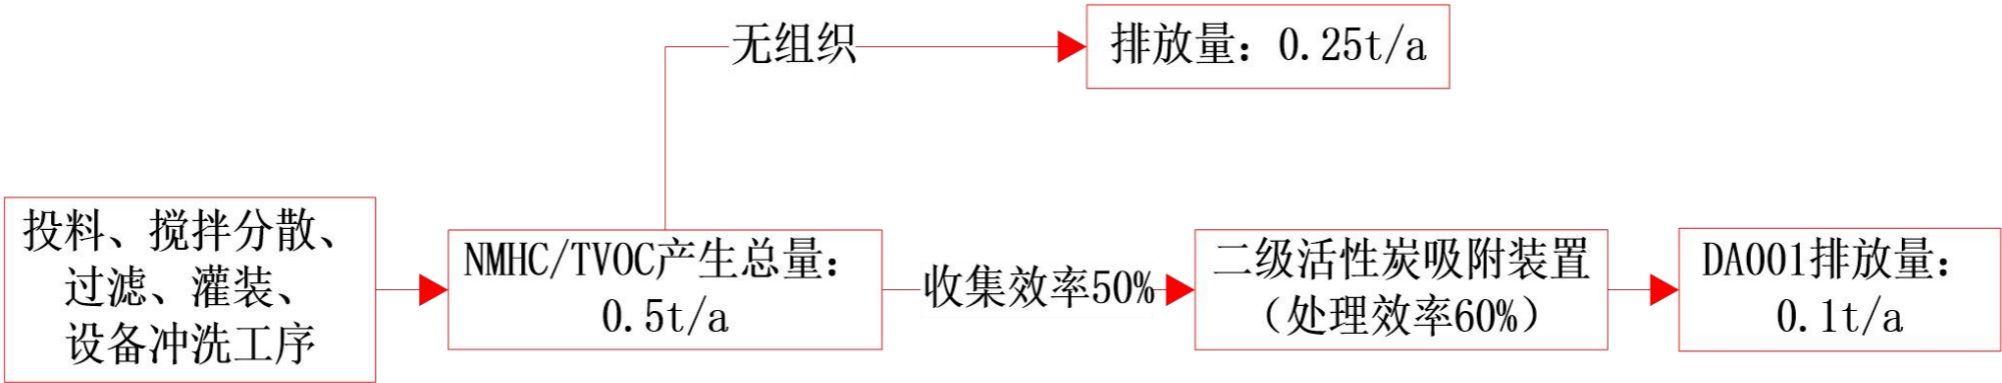 无组织
排放量：0.25t/a
投料、搅拌分散、
过滤、灌装、
设备冲洗工序
NMHC/TVOC产生总量：
0.5t/a
收集效率50%
二级活性炭吸附装置
（处理效率60%）
DA001排放量：
0.1t/a